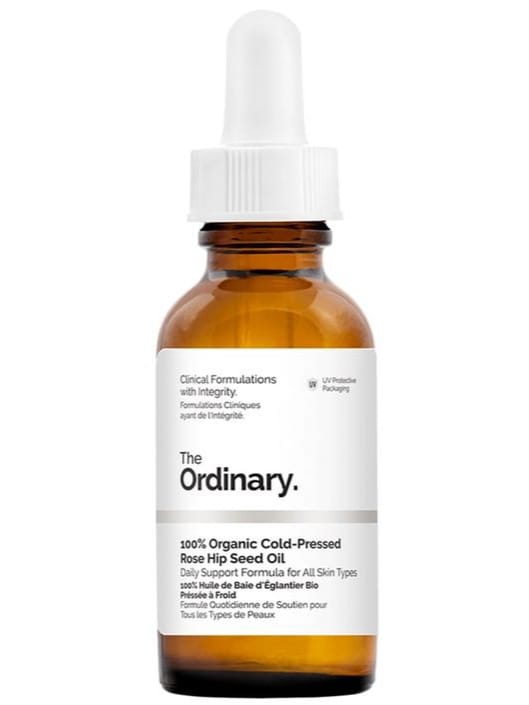 Clinical Formulations
with Integrity.
Formulations Cliniques
ayant de l'Intégrité.
UV
UV Protective
Packaging
The
Ordinary.
100% Organic Cold-Pressed
Rose Hip Seed Oil
Daily Support Formula for All Skin Types
100% Huile de Baie d'Églantier Bio
Préssée à Froid
Formule Quotidienne de Soutien pour
Tous les Types de Peaux